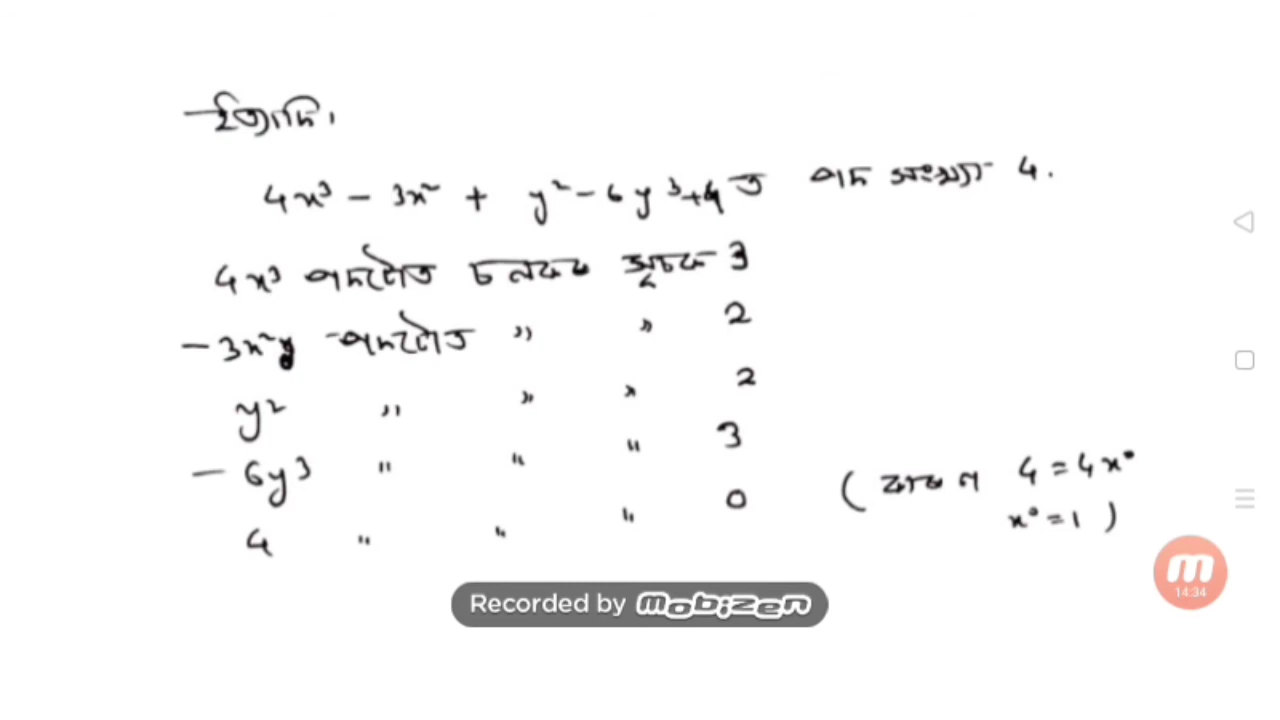 ইত্যাদি।
4x³ - 3x² + y² - 6y³ + 4 ত পদ সংখ্যা 4.
4x³ পদটোত চলকৰ সূচক 3
- 3x²y পদটোত " " 2
y² " " " 2
- 6y³ " " " 3
4 " " " 0 (কাৰণ 4 = 4x⁰
x⁰ = 1 )
Recorded by mobizen
14:34